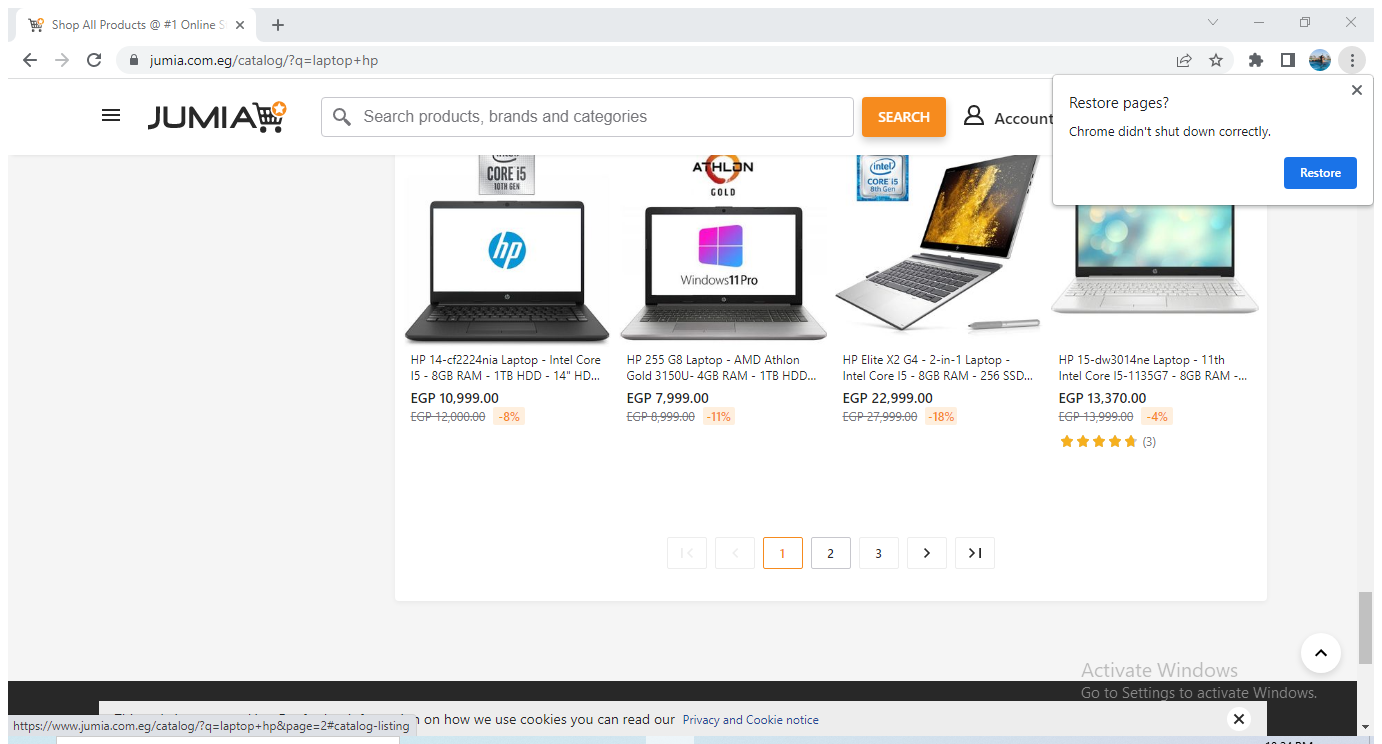 Shop All Products @ #1 Online S
jumia.com.eg/catalog/?q=laptop+hp
Restore pages?
Chrome didn't shut down correctly.
Restore
JUMIA
Search products, brands and categories
SEARCH
Account
CORE i5
10TH GEN
hp
ATHLON
GOLD
Windows 11 Pro
intel
CORE i5
8th Gen
HP 14-cf2224nia Laptop - Intel Core
I5 - 8GB RAM - 1TB HDD - 14" HD...
EGP 10,999.00
EGP 12,000.00 -8%
HP 255 G8 Laptop - AMD Athlon
Gold 3150U- 4GB RAM - 1TB HDD...
EGP 7,999.00
EGP 8,999.00 -11%
HP Elite X2 G4 - 2-in-1 Laptop -
Intel Core I5 - 8GB RAM - 256 SSD...
EGP 22,999.00
EGP 27,999.00 -18%
HP 15-dw3014ne Laptop - 11th
Intel Core I5-1135G7 - 8GB RAM -...
EGP 13,370.00
EGP 13,999.00 -4%
(3)
1 2 3
Activate Windows
Go to Settings to activate Windows.
on how we use cookies you can read our Privacy and Cookie notice
https://www.jumia.com.eg/catalog/?q=laptop+hp&page=2#catalog-listing